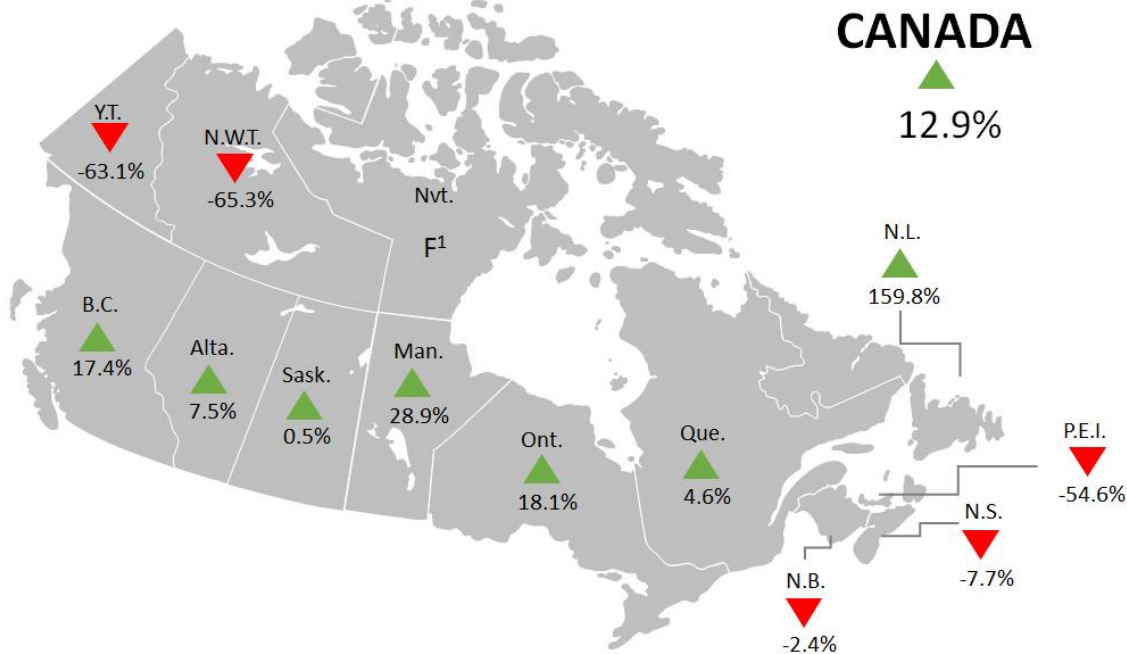 CANADA
12.9%
Y.T.
-63.1%
N.W.T.
-65.3%
Nvt.
F¹
N.L.
159.8%
B.C.
17.4%
Alta.
7.5%
Sask.
0.5%
Man.
28.9%
Ont.
18.1%
Que.
4.6%
P.E.I.
-54.6%
N.S.
-7.7%
N.B.
-2.4%